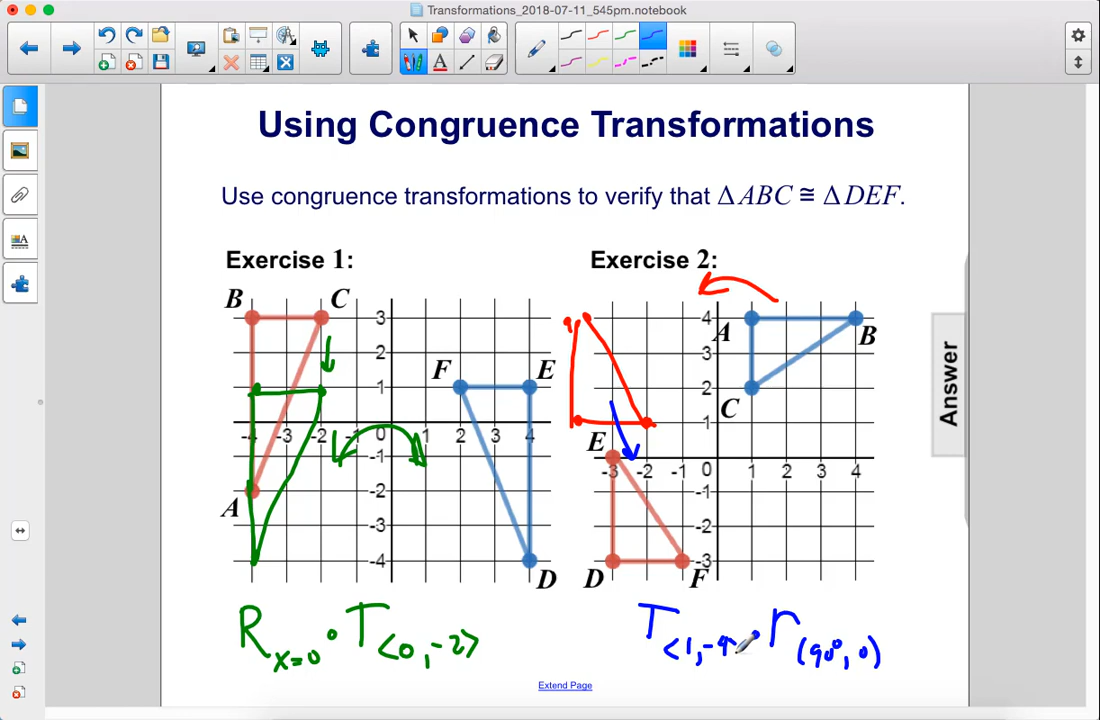 Transformations_2018-07-11_545pm.notebook
Using Congruence Transformations
Use congruence transformations to verify that ΔABC ≅ ΔDEF.
Exercise 1:
B C
3
2
F E
1
-4 -3 -2 -1 0 1 2 3 4
-1
A -2
-3
-4
D
R x=0 ∘ T <0, -2>
Exercise 2:
4 A B
3
2 C
1
E
-3 -2 -1 0 1 2 3 4
-1
-2
D F -3
T <1, -4> ∘ r (90°, 0)
Answer
Extend Page